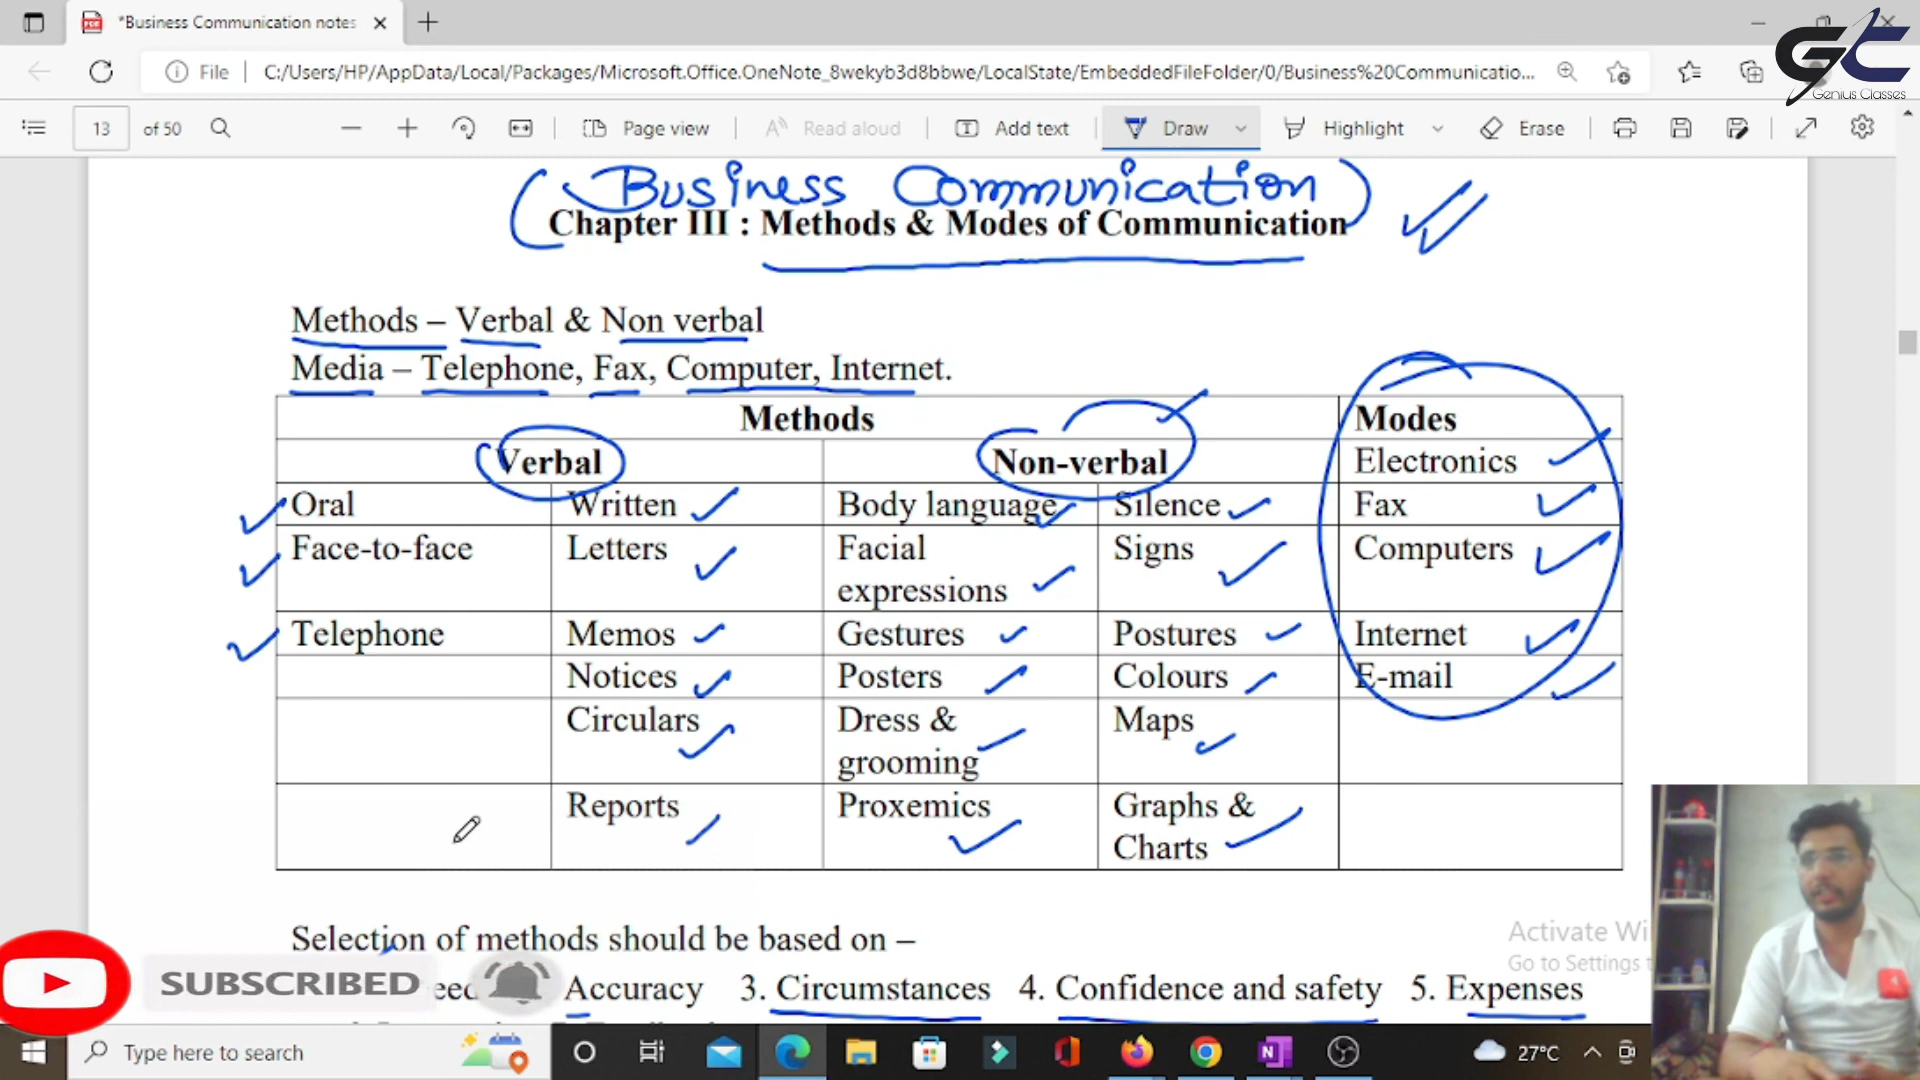 *Business Communication notes
File
C:/Users/HP/AppData/Local/Packages/Microsoft.Office.OneNote_8wekyb3d8bbwe/LocalState/EmbeddedFileFolder/0/Business%20Communicatio...
GC
Genius Classes
13 of 50
Page view
Read aloud
Add text
Draw
Highlight
Erase
Business Communication
Chapter III : Methods & Modes of Communication
Methods – Verbal & Non verbal
Media – Telephone, Fax, Computer, Internet.
Methods Modes
Verbal Non-verbal Electronics
Oral Written Body language Silence Fax
Face-to-face Letters Facial expressions Signs Computers
Telephone Memos Gestures Postures Internet
Notices Posters Colours E-mail
Circulars Dress & grooming Maps
Reports Proxemics Graphs & Charts
Selection of methods should be based on –
Accuracy 3. Circumstances 4. Confidence and safety 5. Expenses
SUBSCRIBED
Activate Wi
Go to Settings t
Type here to search
27°C